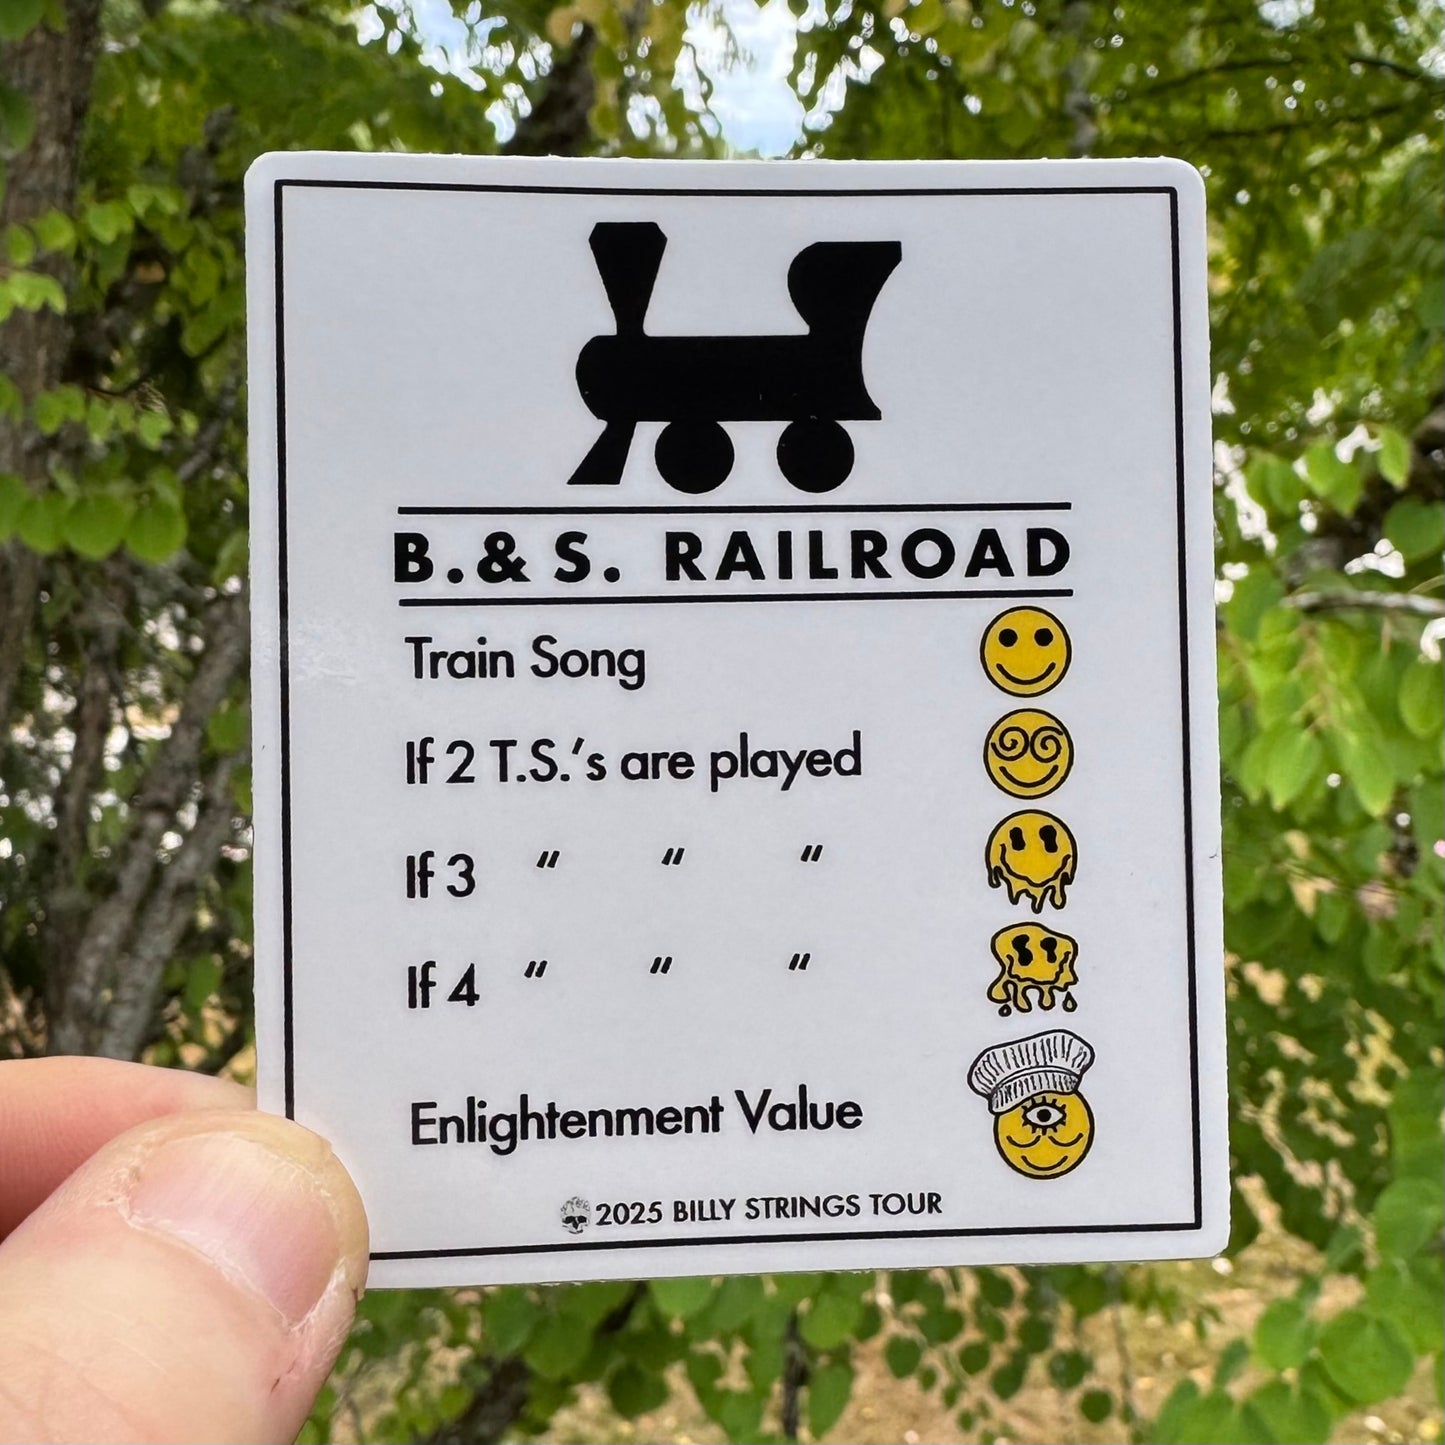 B. & S. RAILROAD
Train Song
If 2 T.S.'s are played
If 3 " " "
If 4 " " "
Enlightenment Value
2025 BILLY STRINGS TOUR